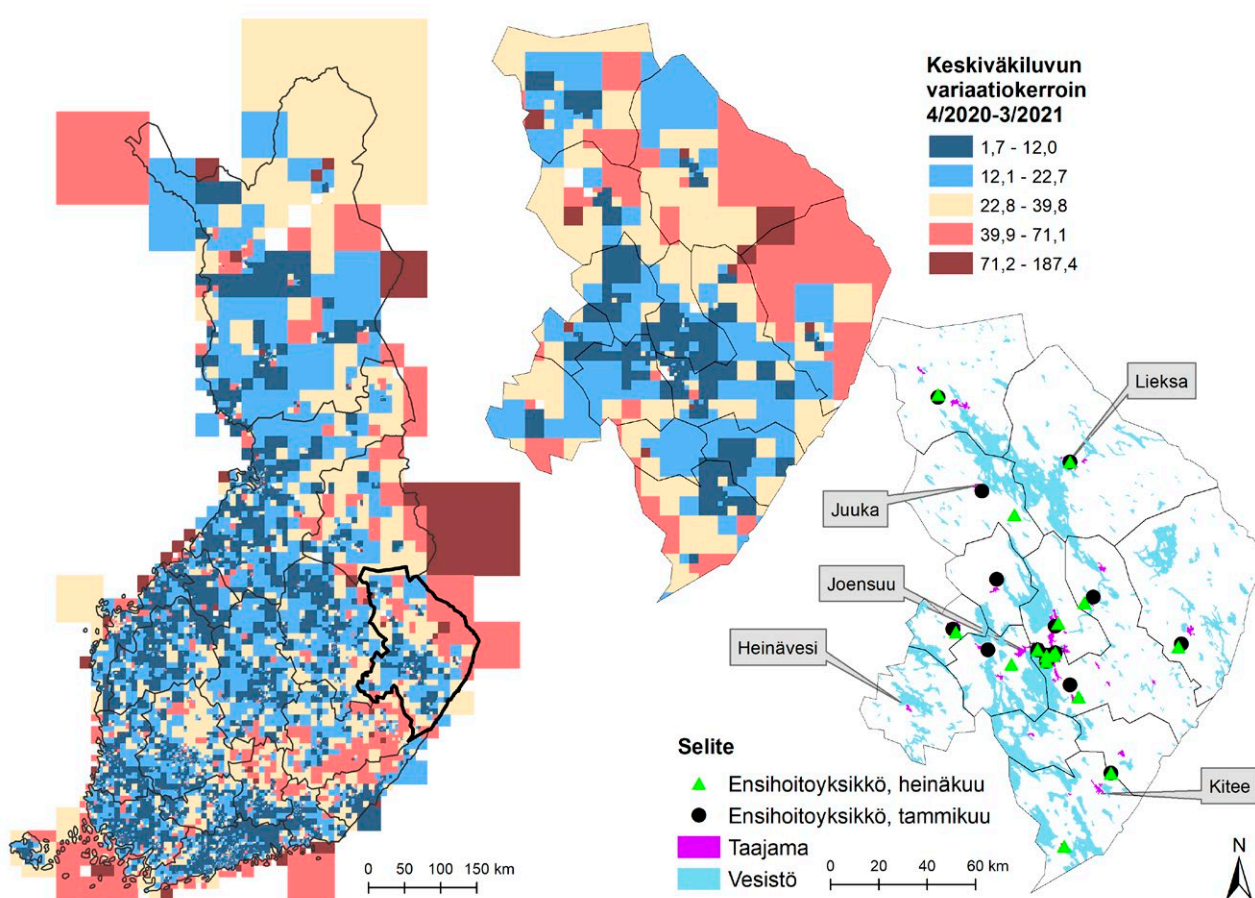 Keskiväkiluvun
variaatiokerroin
4/2020-3/2021
1,7 - 12,0
12,1 - 22,7
22,8 - 39,8
39,9 - 71,1
71,2 - 187,4
Lieksa
Juuka
Joensuu
Heinävesi
Kitee
Selite
Ensihoitoyksikkö, heinäkuu
Ensihoitoyksikkö, tammikuu
Taajama
Vesistö
0 50 100 150 km
0 20 40 60 km
N